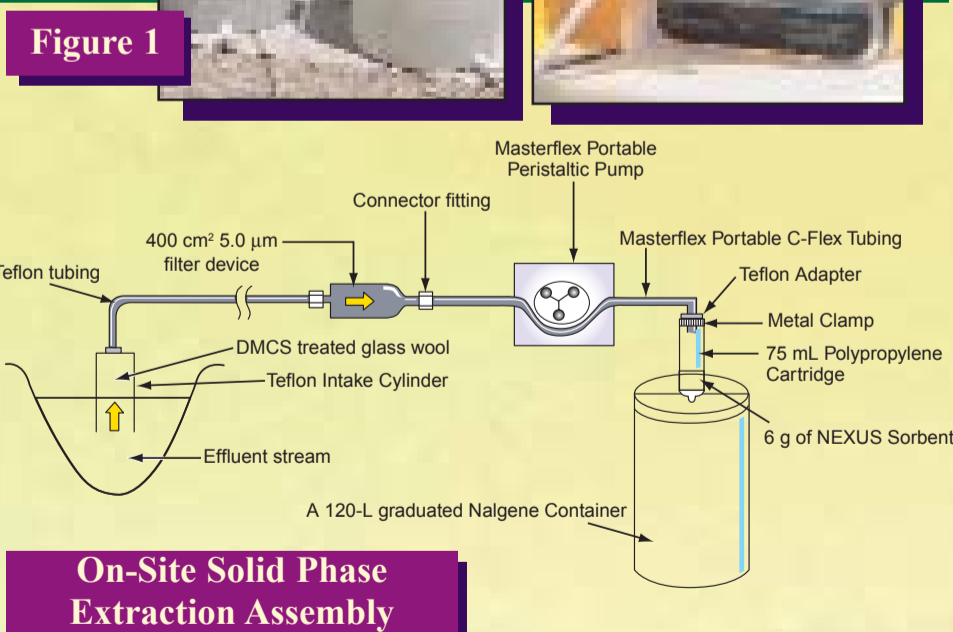 Figure 1
Masterflex Portable
Peristaltic Pump
Connector fitting
400 cm² 5.0 µm
filter device
Masterflex Portable C-Flex Tubing
Teflon tubing
Teflon Adapter
Metal Clamp
DMCS treated glass wool
75 mL Polypropylene
Cartridge
Teflon Intake Cylinder
6 g of NEXUS Sorbent
Effluent stream
A 120-L graduated Nalgene Container
On-Site Solid Phase
Extraction Assembly